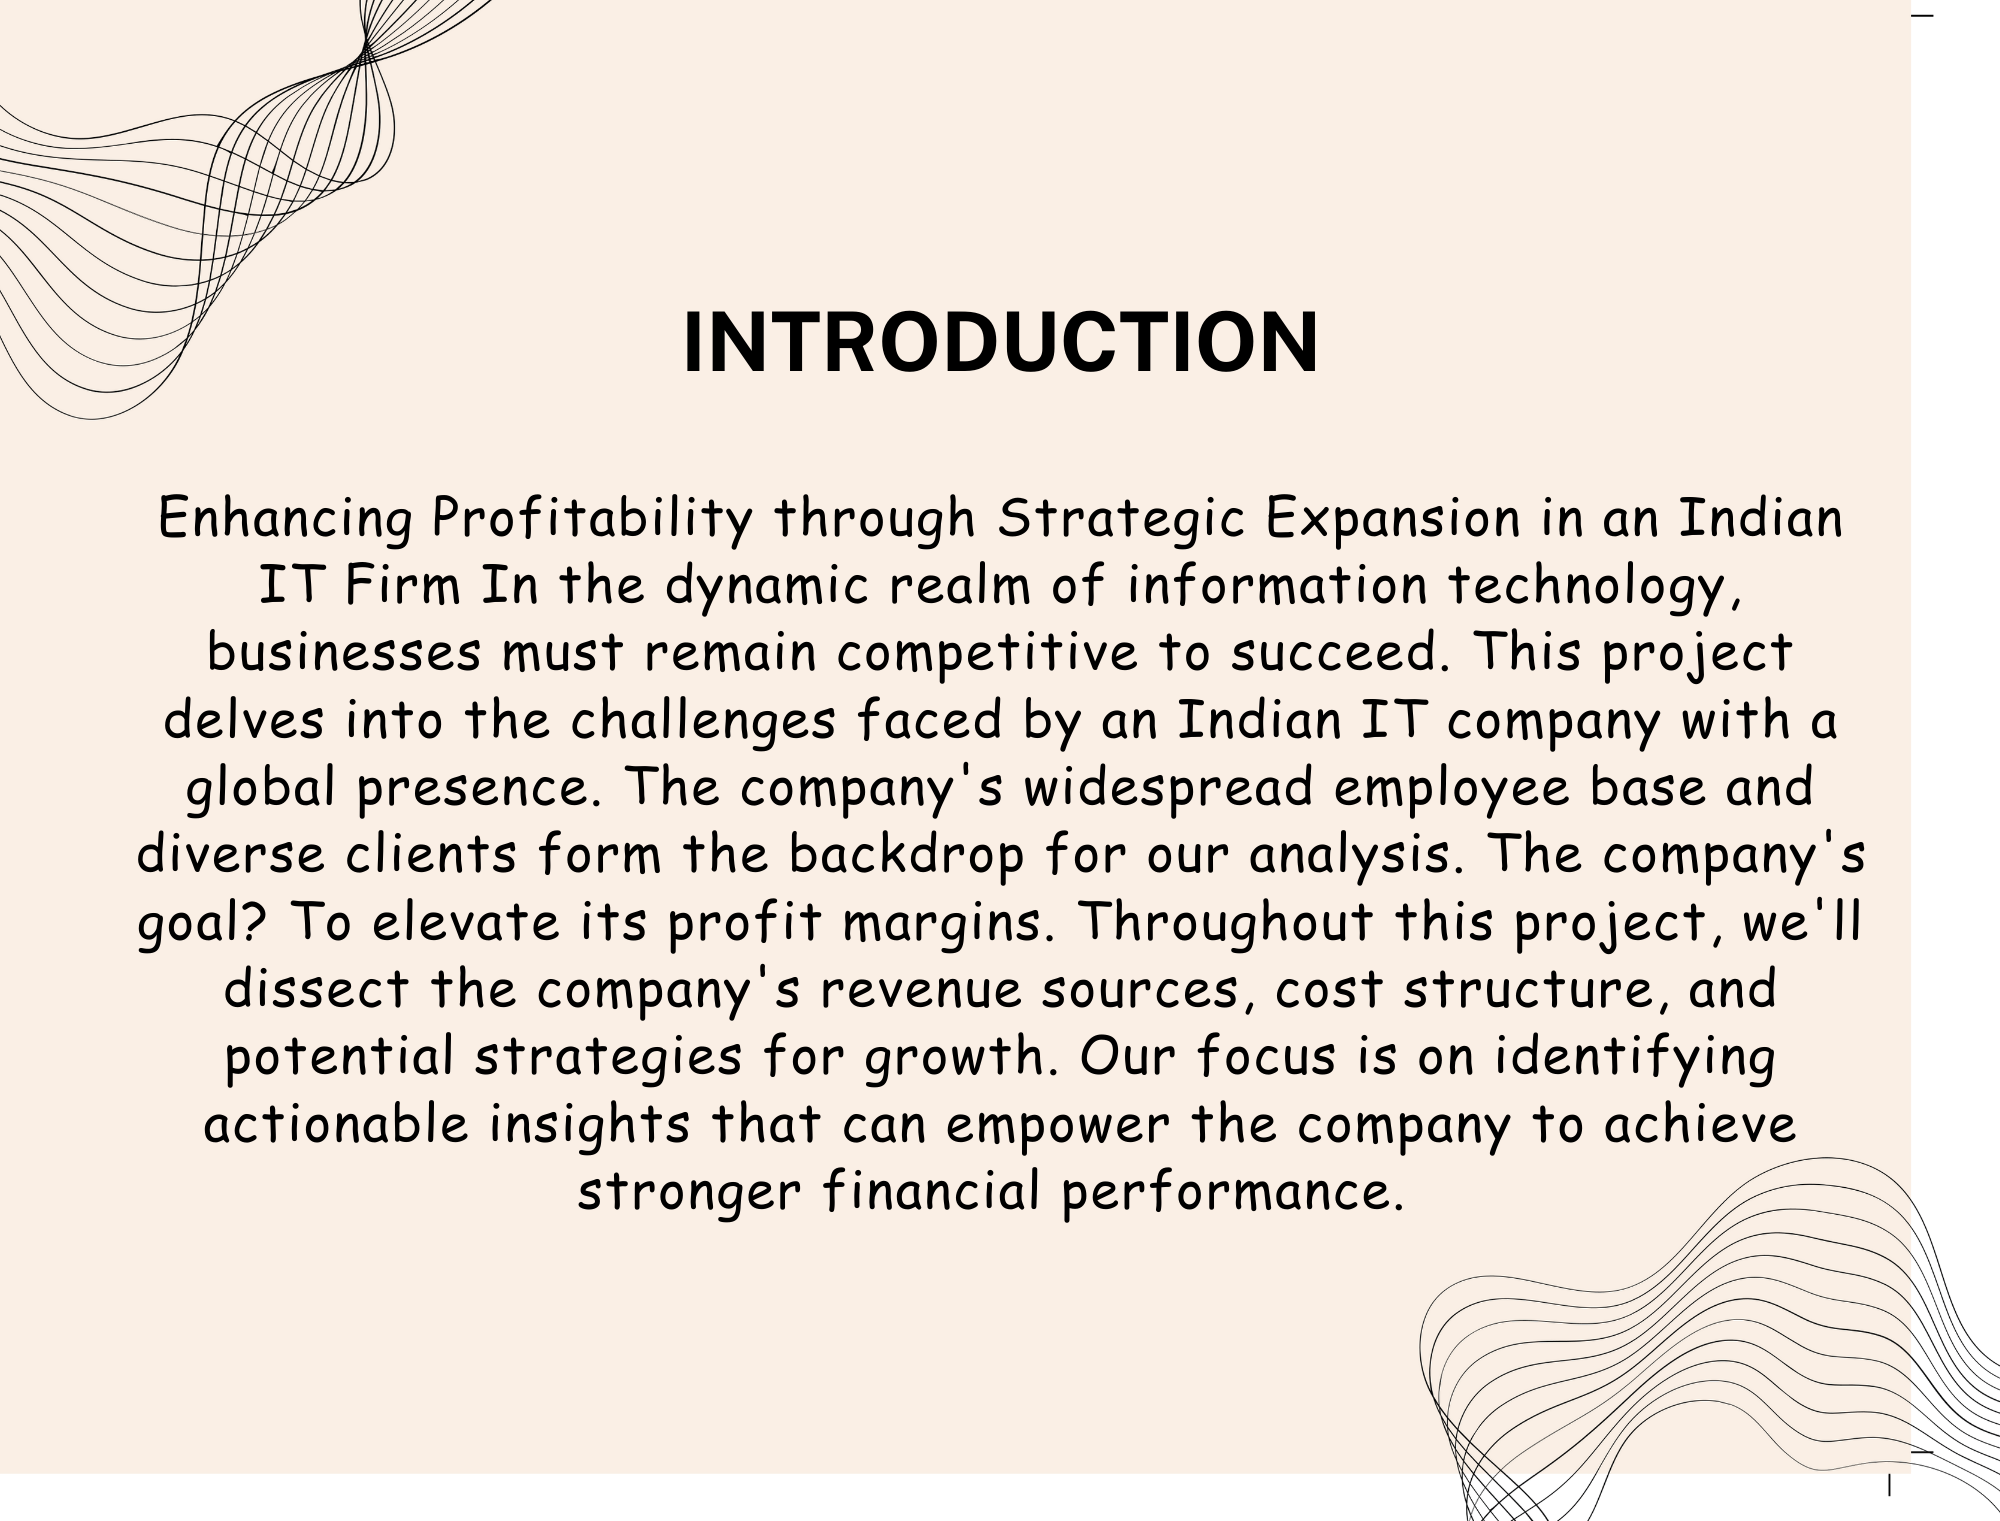 INTRODUCTION
Enhancing Profitability through Strategic Expansion in an Indian
IT Firm In the dynamic realm of information technology,
businesses must remain competitive to succeed. This project
delves into the challenges faced by an Indian IT company with a
global presence. The company's widespread employee base and
diverse clients form the backdrop for our analysis. The company's
goal? To elevate its profit margins. Throughout this project, we'll
dissect the company's revenue sources, cost structure, and
potential strategies for growth. Our focus is on identifying
actionable insights that can empower the company to achieve
stronger financial performance.